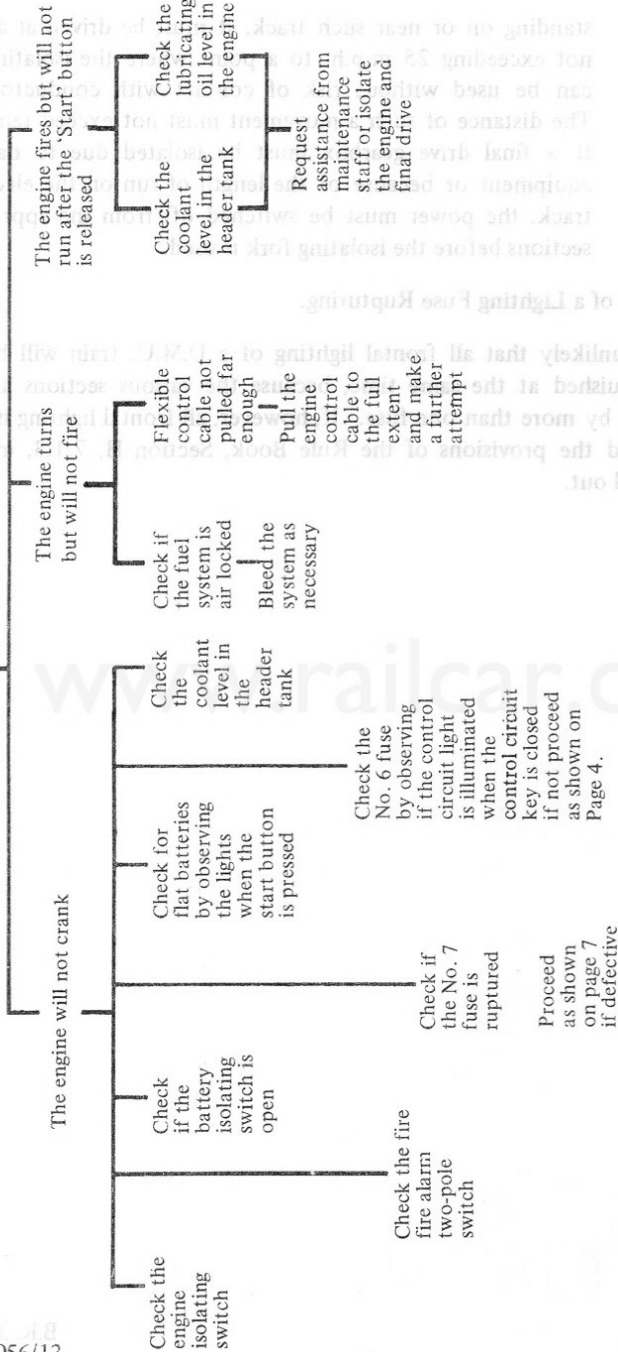 The engine will not crank
Check the
engine
isolating
switch
Check the fire
fire alarm
two-pole
switch
Check
if the
battery
isolating
switch is
open
Check if
the No. 7
fuse is
ruptured
Proceed
as shown
on page 7
if defective
Check for
flat batteries
by observing
the lights
when the
start button
is pressed
Check the
No. 6 fuse
by observing
if the control
circuit light
is illuminated
when the
control circuit
key is closed
if not proceed
as shown on
Page 4.
Check
the
coolant
level in
the
header
tank
The engine turns
but will not fire
Check if
the fuel
system is
air locked
Bleed the
system as
necessary
Flexible
control
cable not
pulled far
enough
Pull the
engine
control
cable to
the full
extent
and make
a further
attempt
The engine fires but will not
run after the 'Start' button
is released
Check the
coolant
level in the
header tank
Check the
lubricating
oil level in
the engine
Request
assistance from
maintenance
staff or isolate
the engine and
final drive
www.railcar.c
standing on or near such track,
not exceeding 25
can be used with
The distance of
equipment or
track, the power must be switched
sections before the isolating fork
of a Lighting Fuse Rupturing.
unlikely that all frontal lighting of a D.M.U. train will
by more than
the provisions of the Rule Book, Section
out.
B.R.
056/12